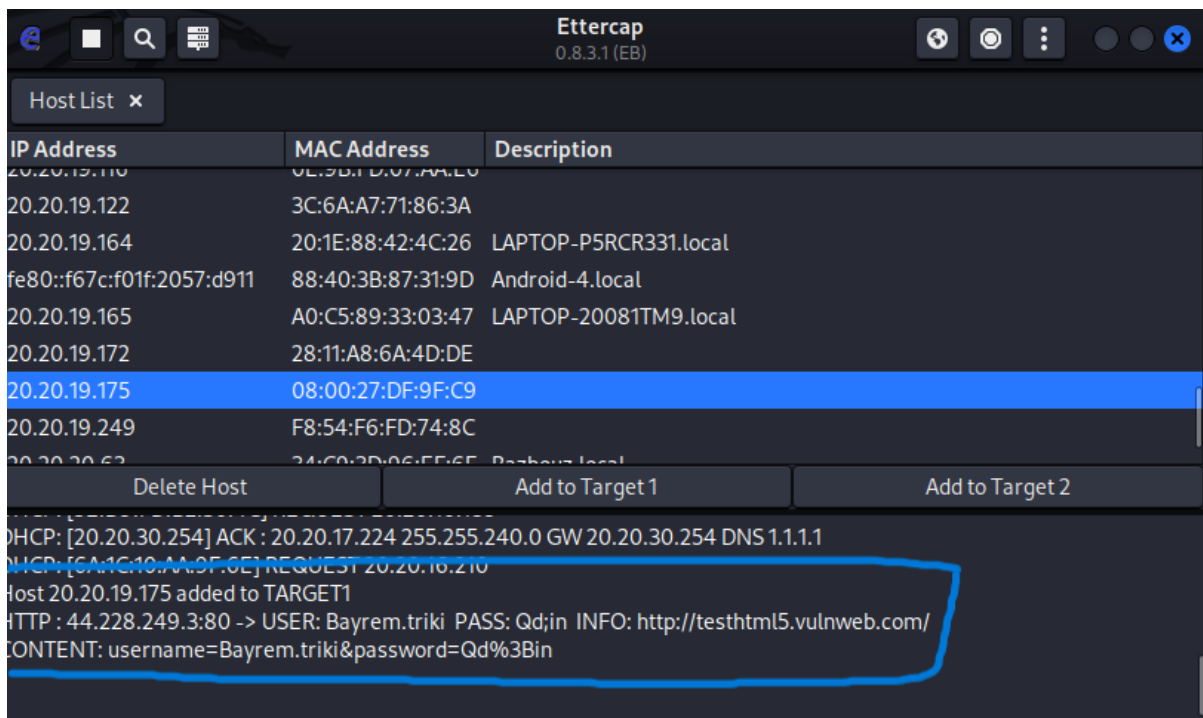 Ettercap
0.8.3.1 (EB)
Host List ×
IP Address MAC Address Description
20.20.19.122 3C:6A:A7:71:86:3A
20.20.19.164 20:1E:88:42:4C:26 LAPTOP-P5RCR331.local
fe80::f67c:f01f:2057:d911 88:40:3B:87:31:9D Android-4.local
20.20.19.165 A0:C5:89:33:03:47 LAPTOP-20081TM9.local
20.20.19.172 28:11:A8:6A:4D:DE
20.20.19.175 08:00:27:DF:9F:C9
20.20.19.249 F8:54:F6:FD:74:8C
Delete Host Add to Target 1 Add to Target 2
DHCP: [20.20.30.254] ACK : 20.20.17.224 255.255.240.0 GW 20.20.30.254 DNS 1.1.1.1
REQUEST 20.20.16.210
Host 20.20.19.175 added to TARGET1
HTTP : 44.228.249.3:80 -> USER: Bayrem.triki PASS: Qd;in INFO: http://testhtml5.vulnweb.com/
CONTENT: username=Bayrem.triki&password=Qd%3Bin